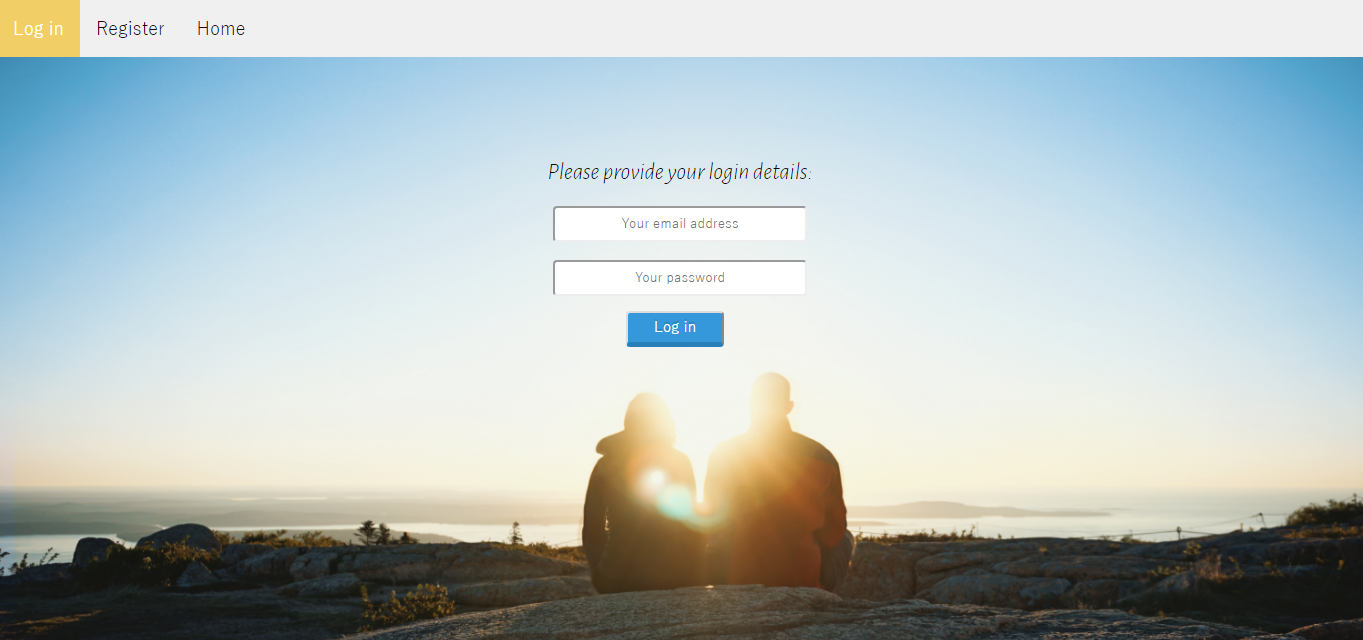 Log in Register Home
Please provide your login details:
Your email address
Your password
Log in